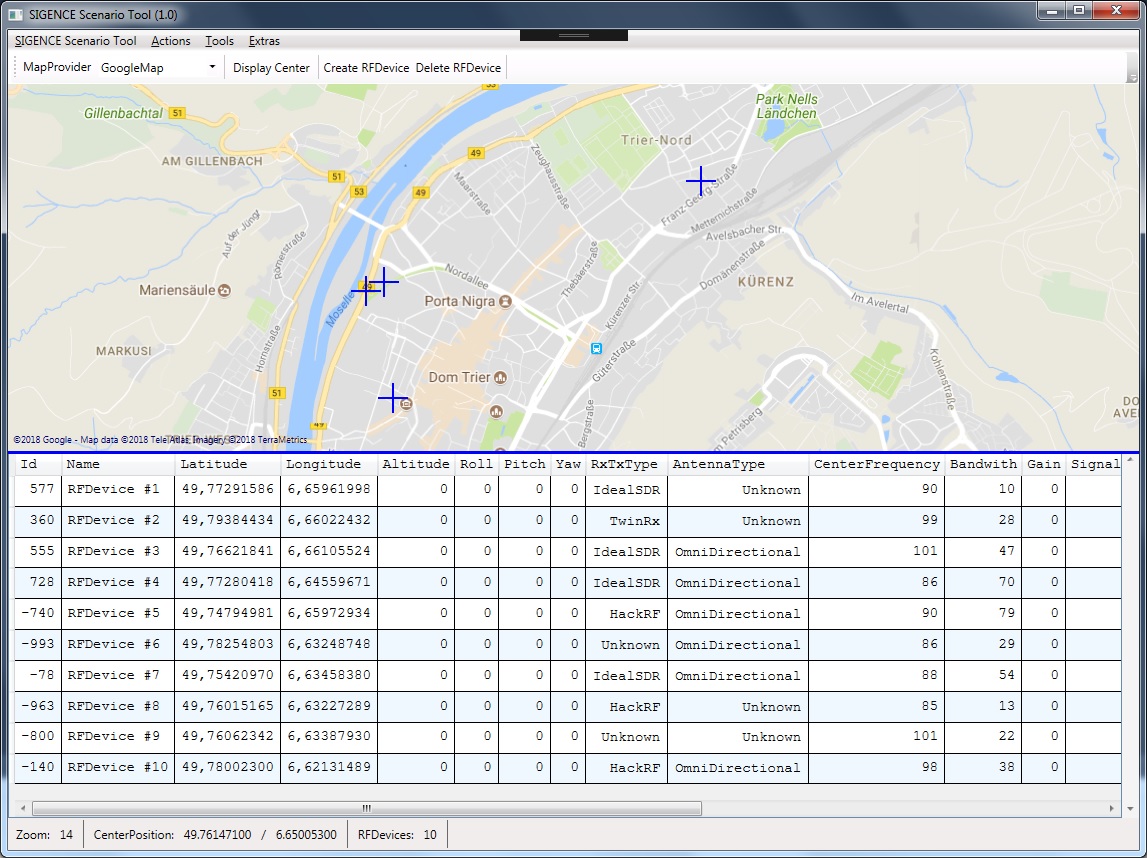 SIGENCE Scenario Tool (1.0)
SIGENCE Scenario Tool Actions Tools Extras
MapProvider GoogleMap Display Center Create RFDevice Delete RFDevice
53
Park Nells
Ländchen
Gillenbachtal 51
Trier-Nord
49
Zeughausstraße
AM GILLENBACH
51
53
49
Maarstraße
Franz-Georg-Straße
Metternichstraße
Auf der Jüngt
Avelsbacher Str.
Domänenstraße
Nordallee
Thebäerstraße
KÜRENZ
Mariensäule
49
Porta Nigra
Kürenzer Str.
Im Avelertal
Moselle
Hornstraße
MARKUSI
Güterstraße
Kohlenstraße
Dom Trier
51
Bergstraße
Petrisberg
DO
AVE
49
©2018 Google - Map data ©2018 Tele Atlas, Imagery ©2018 TerraMetrics
Id Name Latitude Longitude Altitude Roll Pitch Yaw RxTxType AntennaType CenterFrequency Bandwith Gain Signal
577 RFDevice #1 49,77291586 6,65961998 0 0 0 0 IdealSDR Unknown 90 10 0
360 RFDevice #2 49,79384434 6,66022432 0 0 0 0 TwinRx Unknown 99 28 0
555 RFDevice #3 49,76621841 6,66105524 0 0 0 0 IdealSDR OmniDirectional 101 47 0
728 RFDevice #4 49,77280418 6,64559671 0 0 0 0 IdealSDR OmniDirectional 86 70 0
-740 RFDevice #5 49,74794981 6,65972934 0 0 0 0 HackRF OmniDirectional 90 79 0
-993 RFDevice #6 49,78254803 6,63248748 0 0 0 0 Unknown OmniDirectional 86 29 0
-78 RFDevice #7 49,75420970 6,63458380 0 0 0 0 IdealSDR OmniDirectional 88 54 0
-963 RFDevice #8 49,76015165 6,63227289 0 0 0 0 HackRF Unknown 85 13 0
-800 RFDevice #9 49,76062342 6,63387930 0 0 0 0 Unknown Unknown 101 22 0
-140 RFDevice #10 49,78002300 6,62131489 0 0 0 0 HackRF OmniDirectional 98 38 0
Zoom: 14 CenterPosition: 49.76147100 / 6.65005300 RFDevices: 10